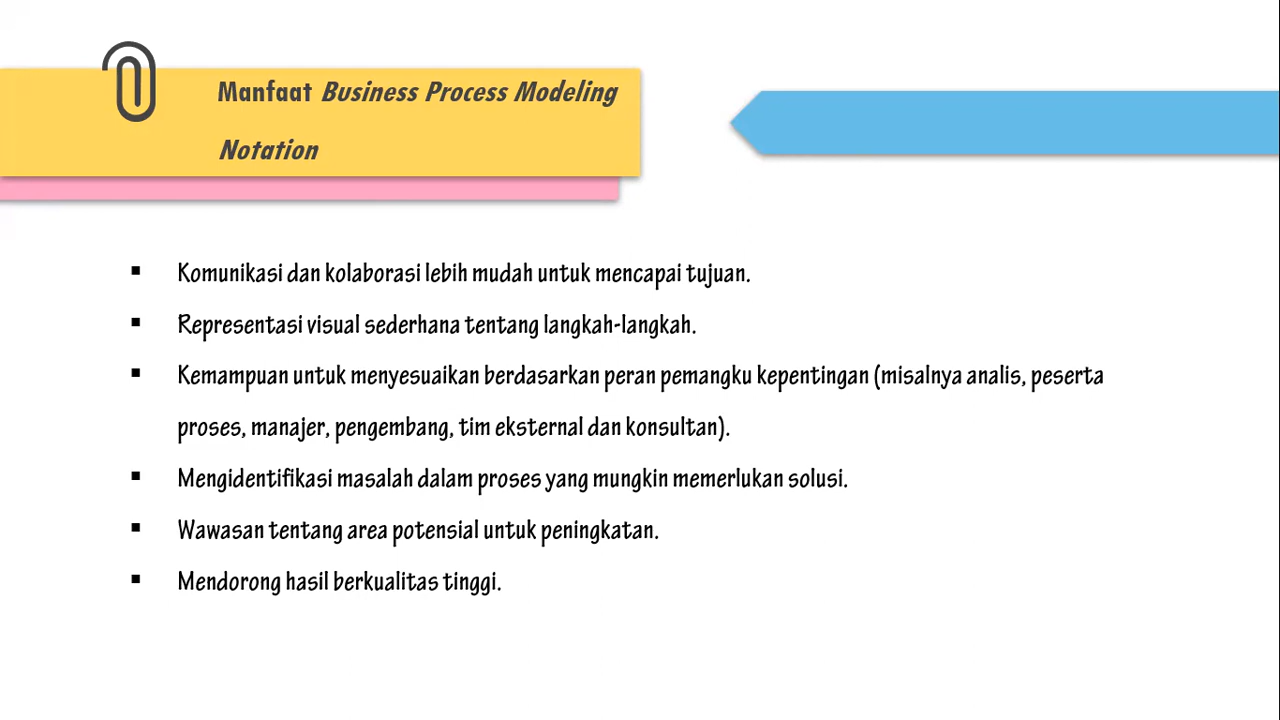 Manfaat Business Process Modeling
Notation
▪ Komunikasi dan kolaborasi lebih mudah untuk mencapai tujuan.
▪ Representasi visual sederhana tentang langkah-langkah.
▪ Kemampuan untuk menyesuaikan berdasarkan peran pemangku kepentingan (misalnya analis, peserta
proses, manajer, pengembang, tim eksternal dan konsultan).
▪ Mengidentifikasi masalah dalam proses yang mungkin memerlukan solusi.
▪ Wawasan tentang area potensial untuk peningkatan.
▪ Mendorong hasil berkualitas tinggi.